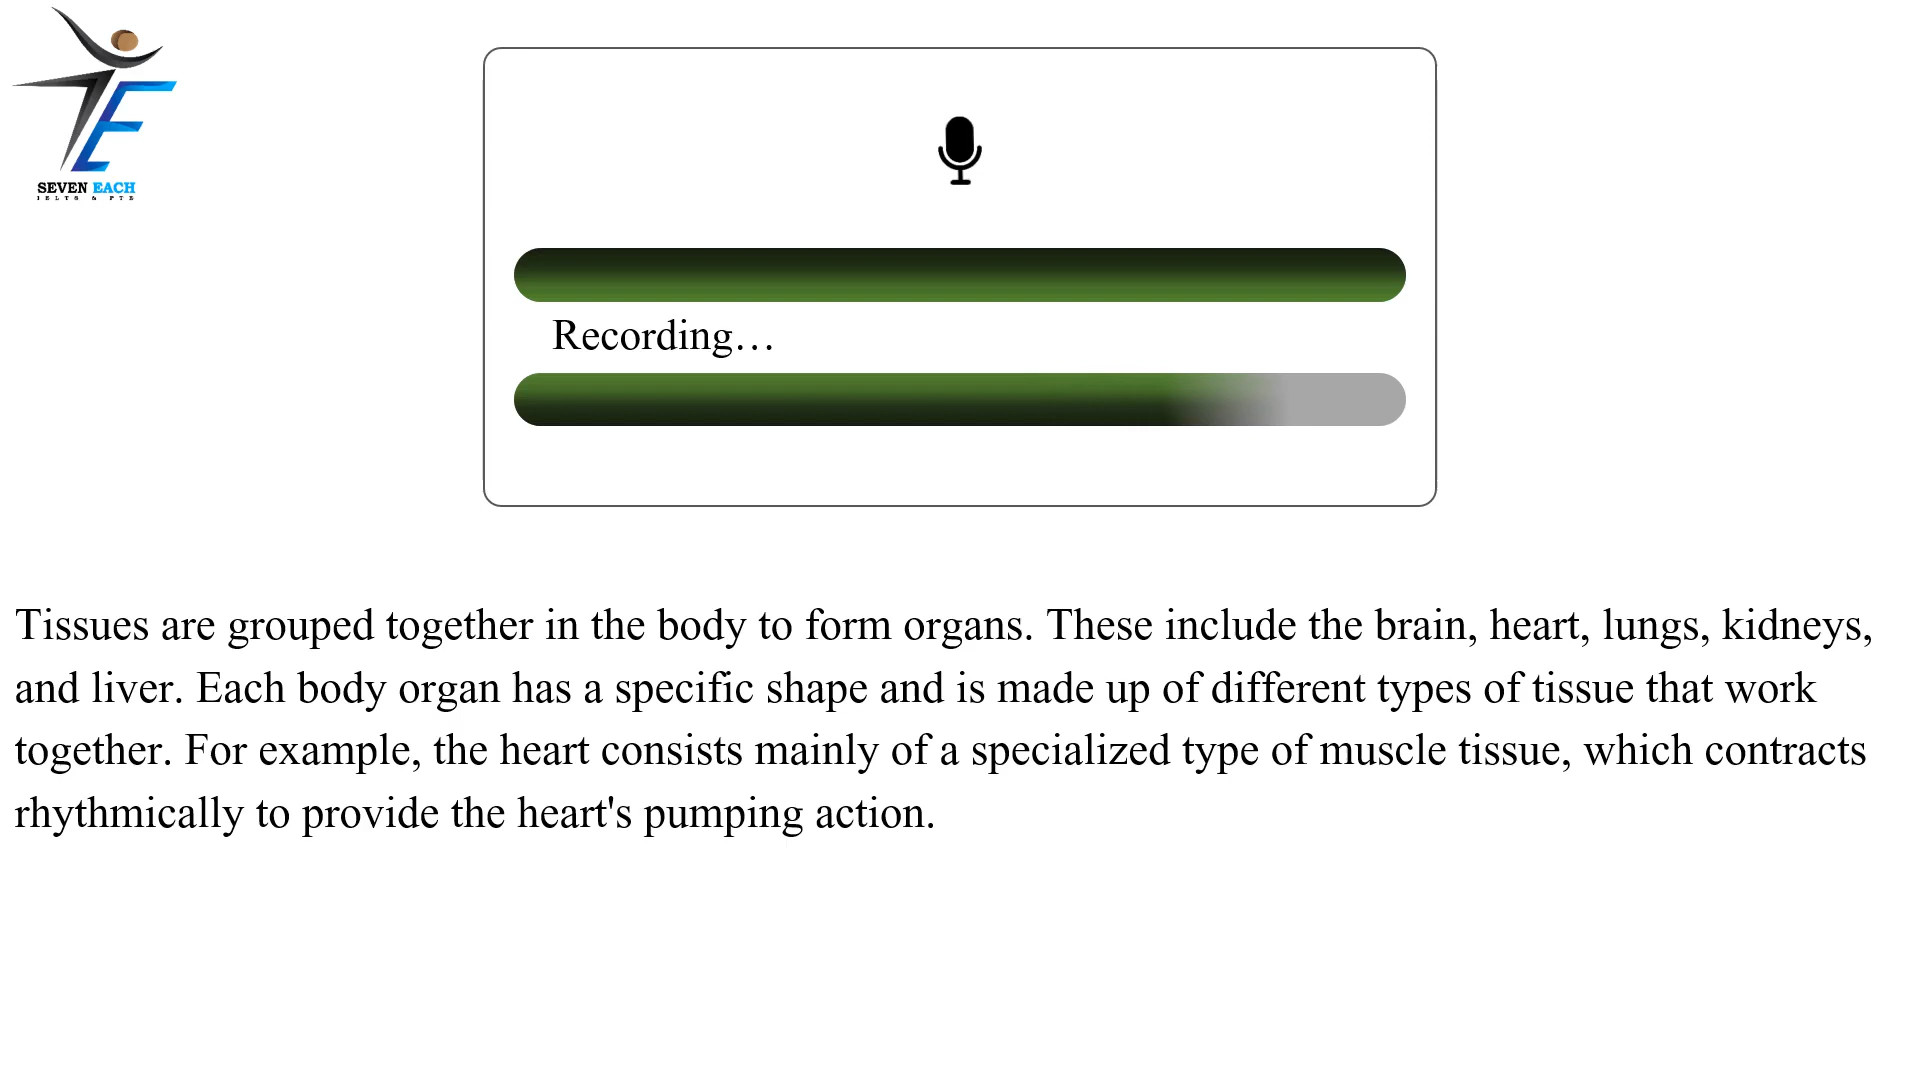 SEVEN EACH
IELTS & PTE
Recording…
Tissues are grouped together in the body to form organs. These include the brain, heart, lungs, kidneys,
and liver. Each body organ has a specific shape and is made up of different types of tissue that work
together. For example, the heart consists mainly of a specialized type of muscle tissue, which contracts
rhythmically to provide the heart's pumping action.